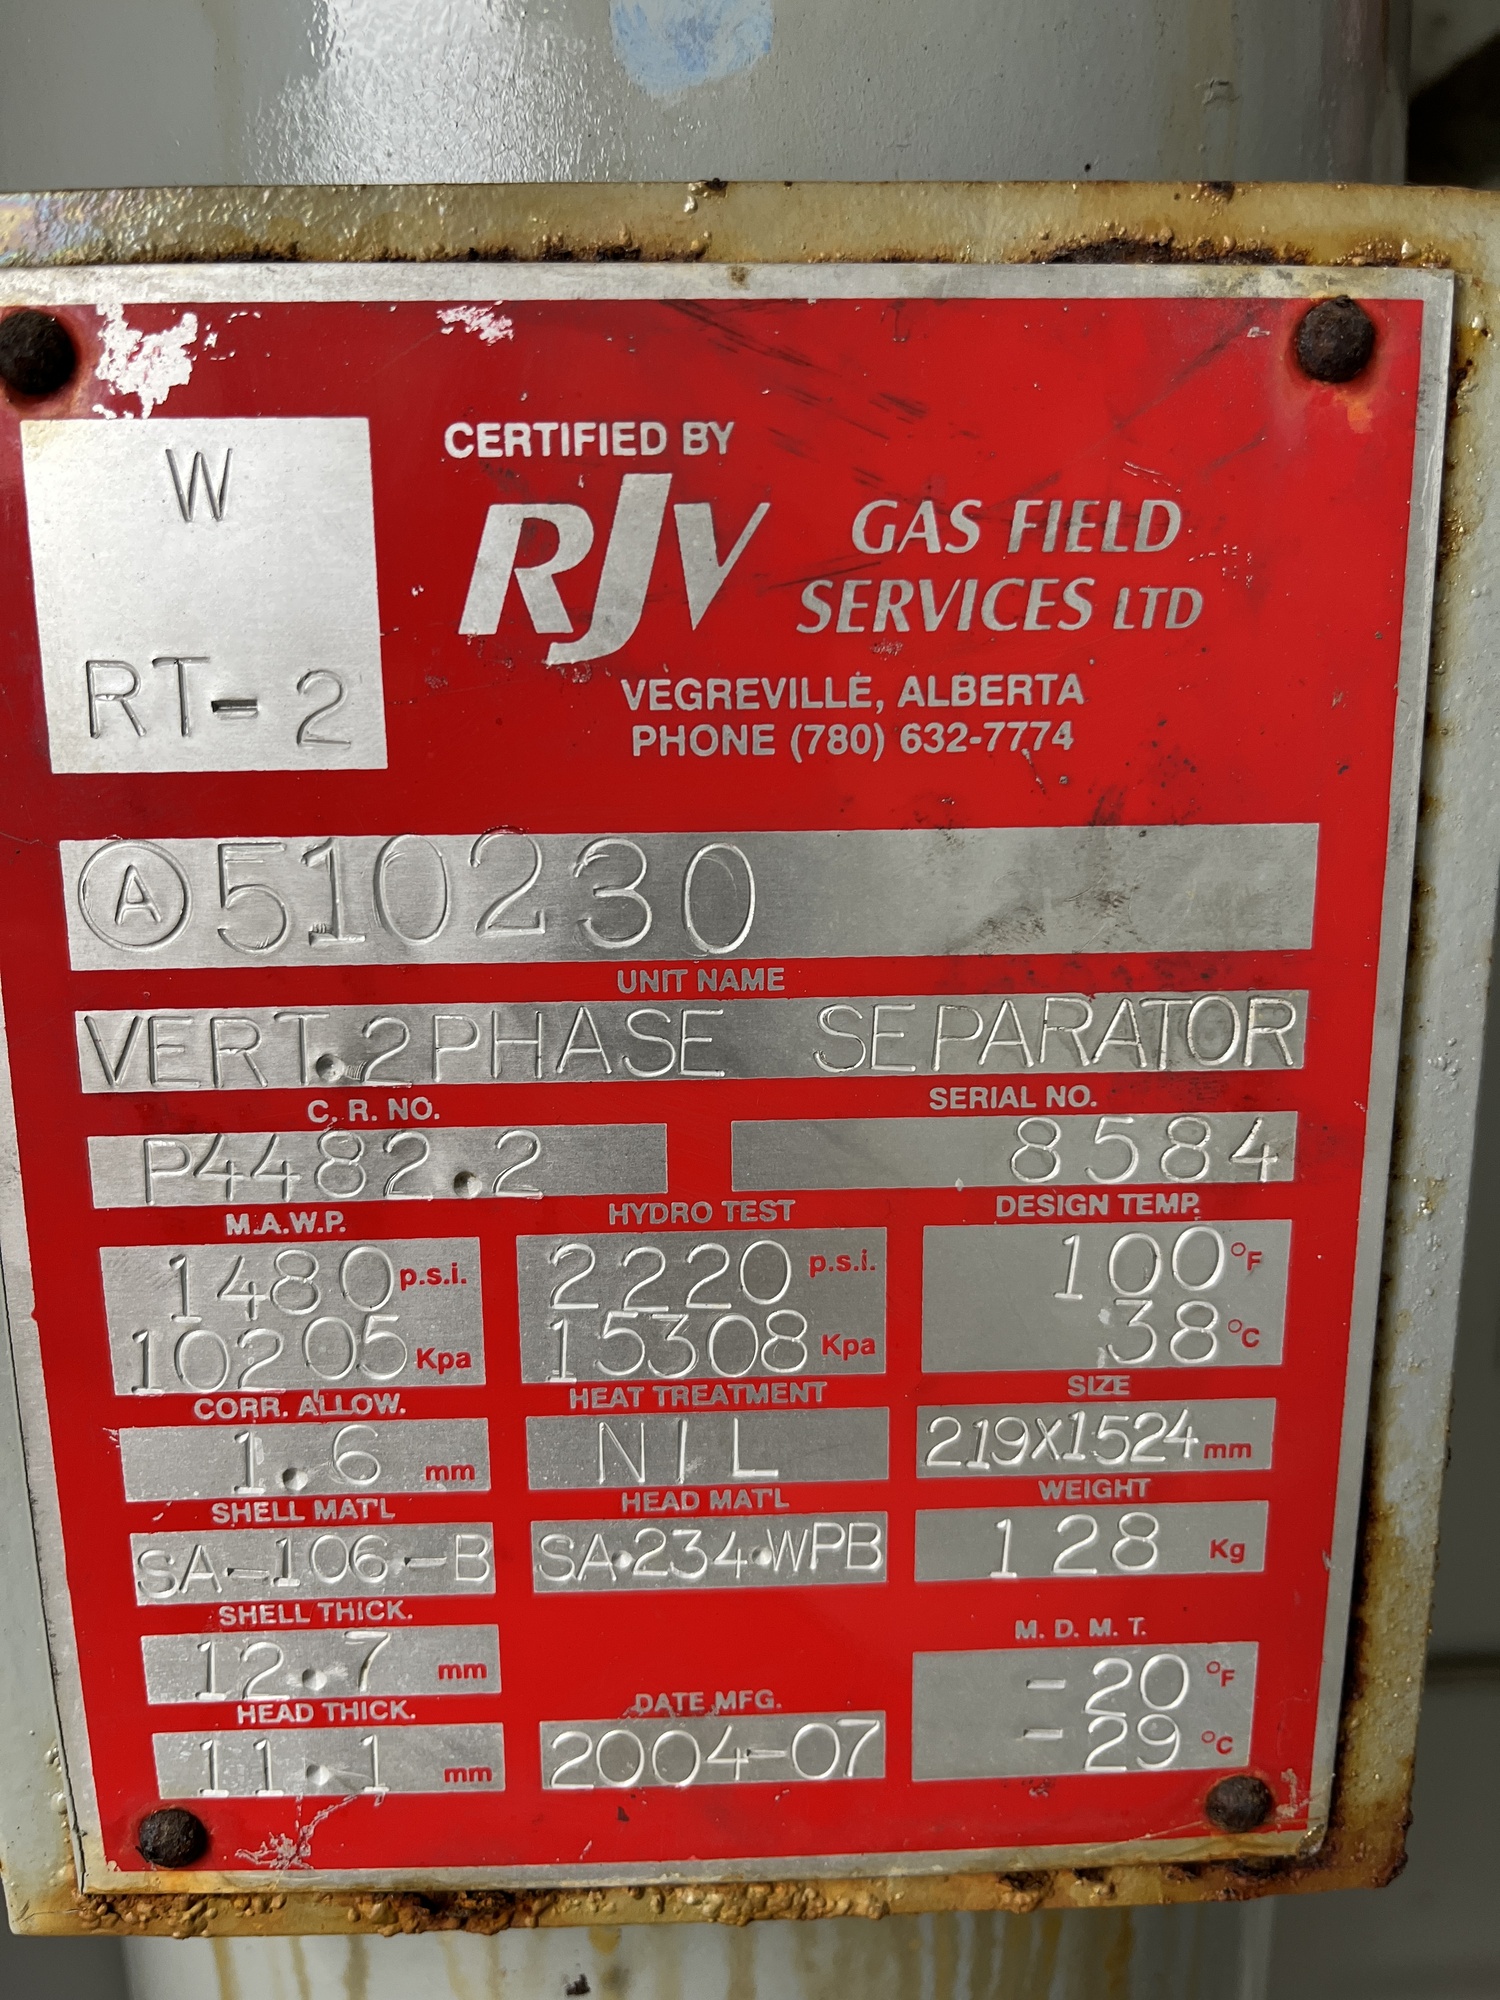 W
RT-2
CERTIFIED BY
RJV GAS FIELD
SERVICES LTD
VEGREVILLE, ALBERTA
PHONE (780) 632-7774
Ⓐ510230
UNIT NAME
VERT.2PHASE SEPARATOR
C. R. NO. SERIAL NO.
P4482.2 8584
M.A.W.P. HYDRO TEST DESIGN TEMP.
1480 p.s.i. 2220 p.s.i. 100 °F
10205 Kpa 15308 Kpa 38 °C
CORR. ALLOW. HEAT TREATMENT SIZE
1.6 mm NIL 219X1524 mm
SHELL MAT'L HEAD MAT'L WEIGHT
SA-106-B SA.234.WPB 128 Kg
SHELL THICK. M. D. M. T.
12.7 mm -20 °F
HEAD THICK. DATE MFG. -29 °C
11.1 mm 2004-07